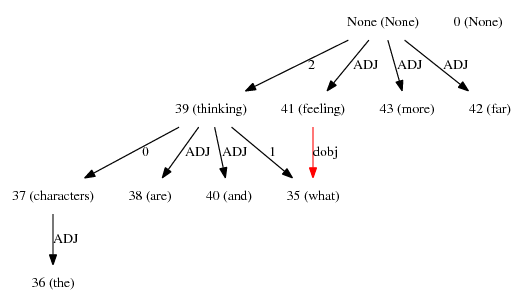 None (None) 0 (None)
2 ADJ ADJ ADJ
39 (thinking) 41 (feeling) 43 (more) 42 (far)
0 ADJ ADJ 1 dobj
37 (characters) 38 (are) 40 (and) 35 (what)
ADJ
36 (the)